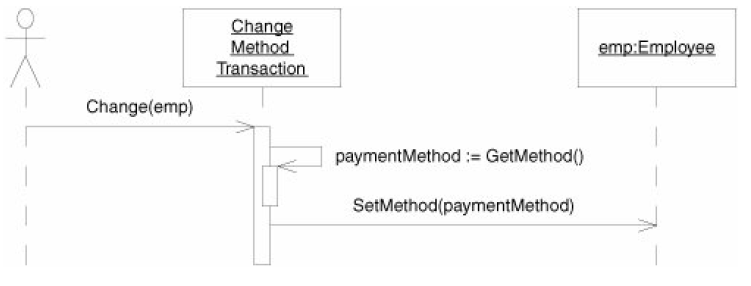 Change
Method
Transaction
emp:Employee
Change(emp)
paymentMethod := GetMethod()
SetMethod(paymentMethod)